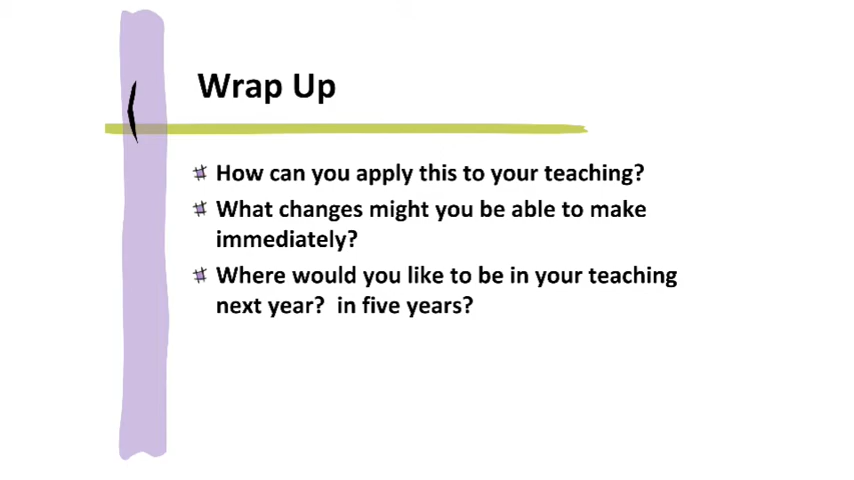 Wrap Up
How can you apply this to your teaching?
What changes might you be able to make
immediately?
Where would you like to be in your teaching
next year?  in five years?